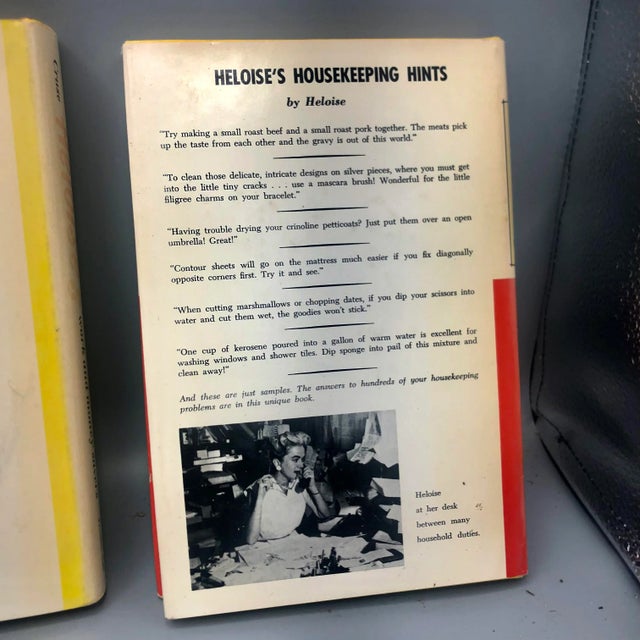 HELOISE'S HOUSEKEEPING HINTS
by Heloise
"Try making a small roast beef and a small roast pork together. The meats pick
up the taste from each other and the gravy is out of this world."
"To clean those delicate, intricate designs on silver pieces, where you must get
into the little tiny cracks . . . use a mascara brush! Wonderful for the little
filigree charms on your bracelet."
"Having trouble drying your crinoline petticoats? Just put them over an open
umbrella! Great!"
"Contour sheets will go on the mattress much easier if you fix diagonally
opposite corners first. Try it and see."
"When cutting marshmallows or chopping dates, if you dip your scissors into
water and cut them wet, the goodies won't stick."
"One cup of kerosene poured into a gallon of warm water is excellent for
washing windows and shower tiles. Dip sponge into pail of this mixture and
clean away!"
And these are just samples. The answers to hundreds of your housekeeping
problems are in this unique book.
Heloise
at her desk
between many
household duties.